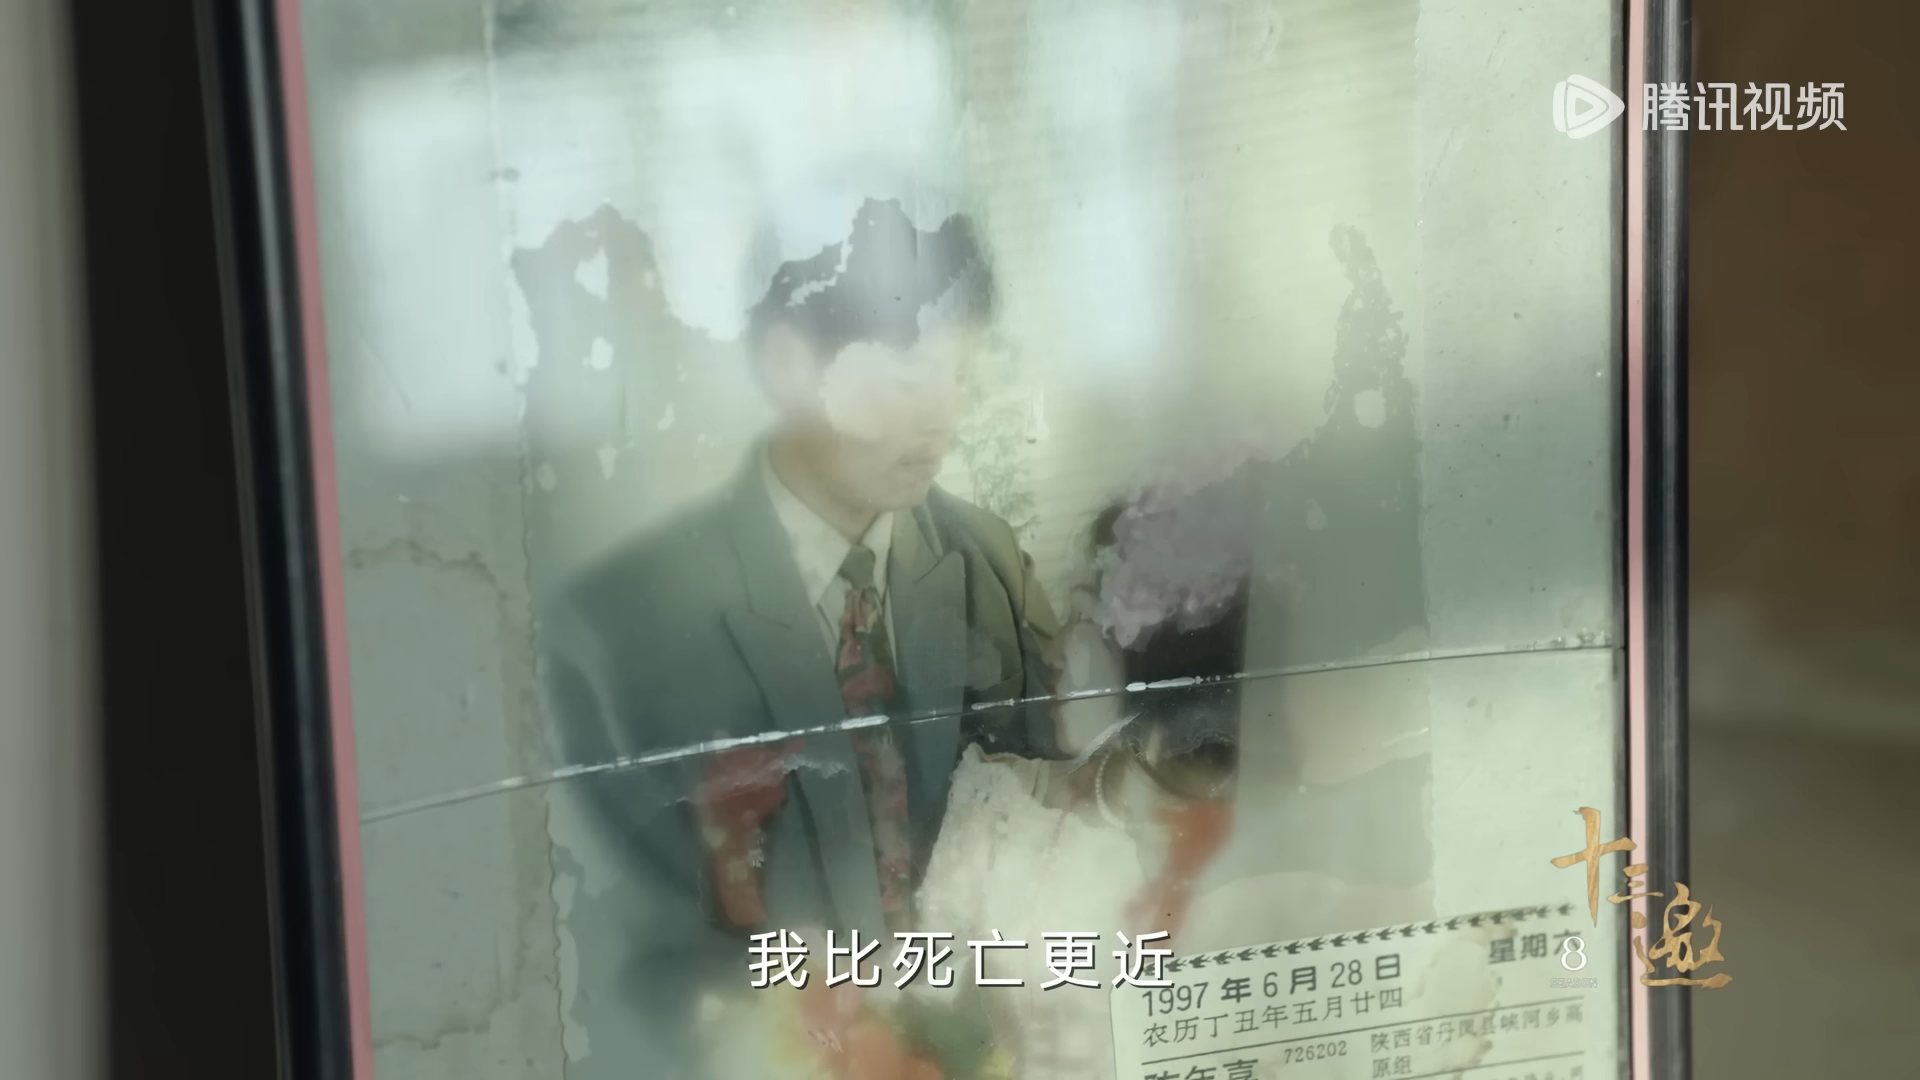 腾讯视频
十三邀
8
SEASON
我比死亡更近
1997年6月28日 星期六
农历丁丑年五月廿四
726202 陕西省丹凤县峡河乡高
原组